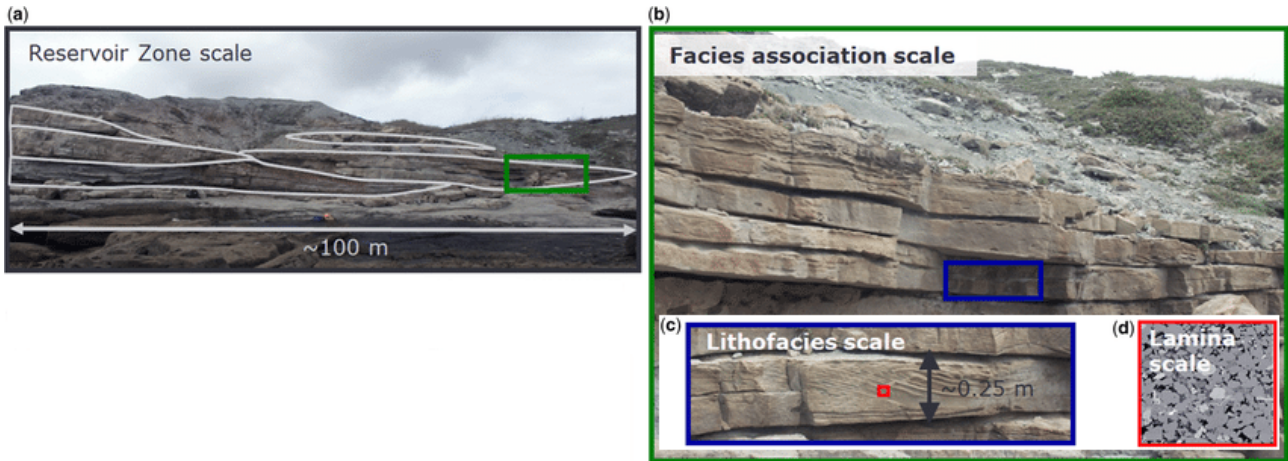 (a)
Reservoir Zone scale
~100 m
(b)
Facies association scale
(c)
Lithofacies scale
~0.25 m
(d)
Lamina
scale